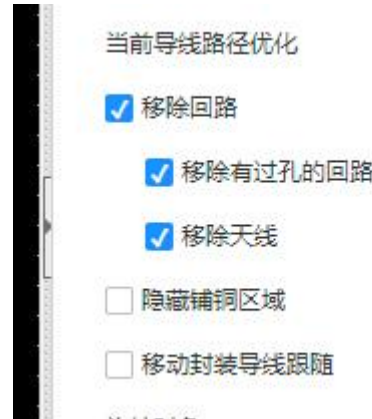 当前导线路径优化
移除回路
移除有过孔的回路
移除天线
隐藏铺铜区域
移动封装导线跟随